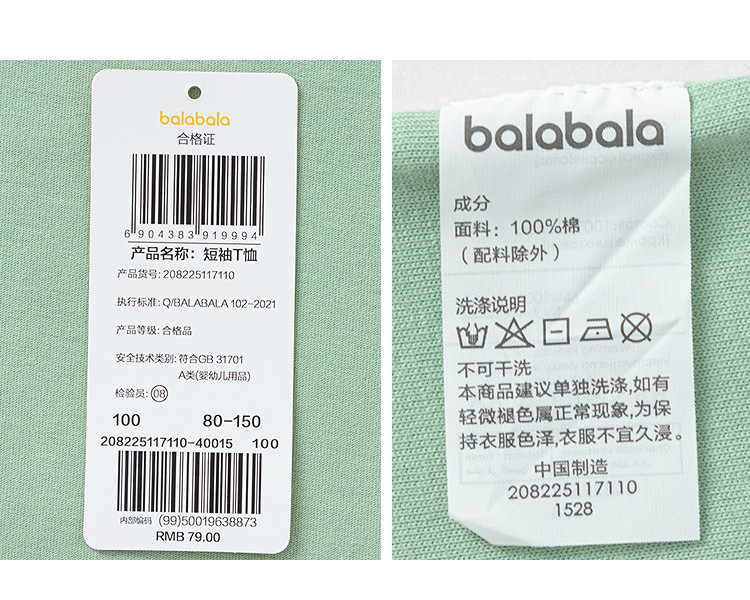 balabala
合格证
6 904383 919994
产品名称：短袖T恤
产品货号：208225117110
执行标准：Q/BALABALA 102-2021
产品等级：合格品
安全技术类别：符合GB 31701
A类(婴幼儿用品)
检验员：08
100 80-150
208225117110-40015 100
内部编码 (99)50019638873
RMB 79.00
balabala
成分
面料：100%棉
（配料除外）
洗涤说明
不可干洗
本商品建议单独洗涤,如有
轻微褪色属正常现象,为保
持衣服色泽,衣服不宜久浸。
中国制造
208225117110
1528